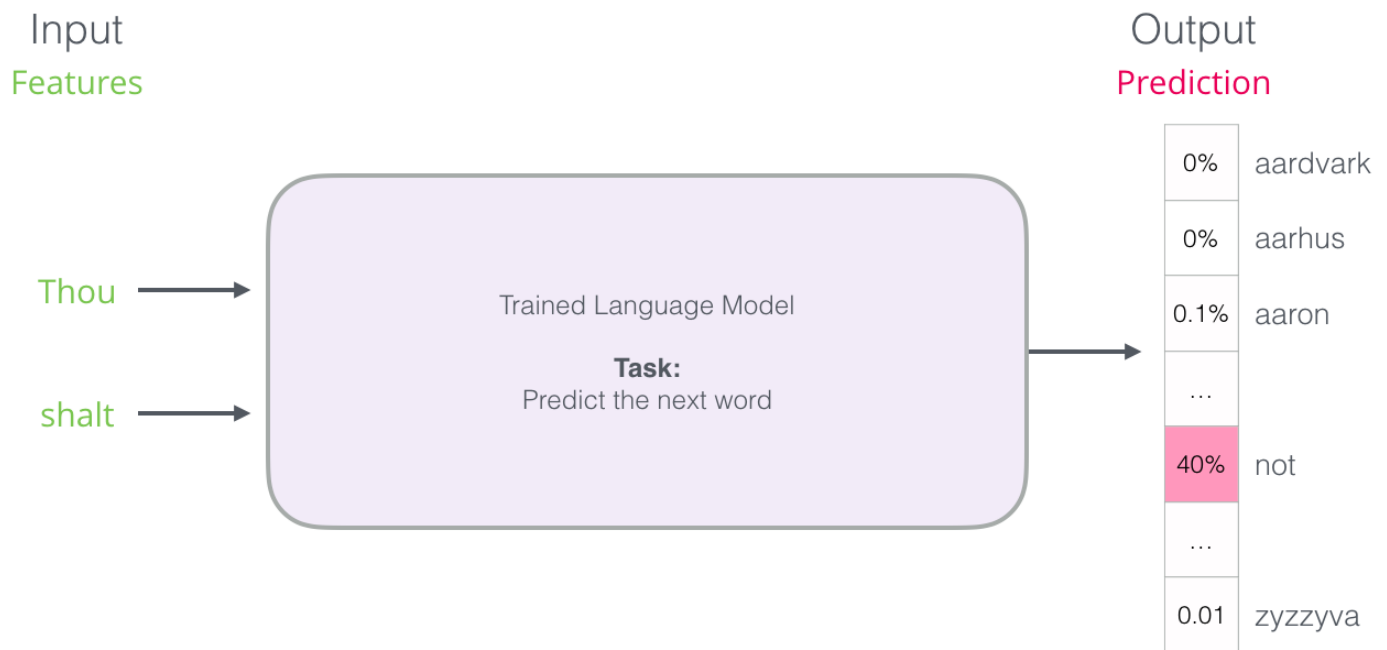 Input
Features
Thou
shalt
Trained Language Model
Task:
Predict the next word
Output
Prediction
0% aardvark
0% aarhus
0.1% aaron
...
40% not
...
0.01 zyzzyva